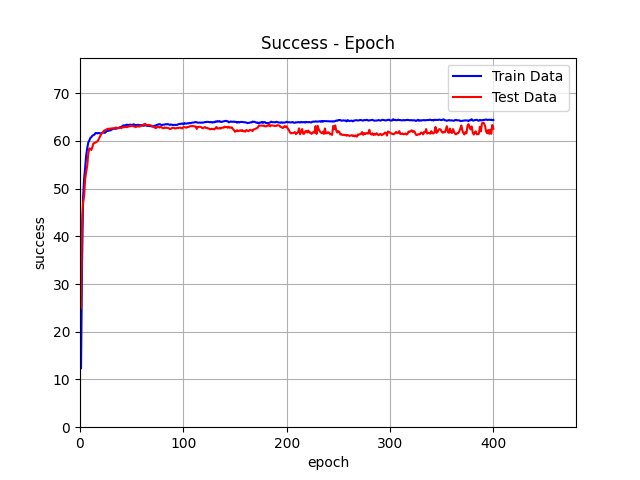 Success - Epoch
Train Data
Test Data
70
60
50
40
30
20
10
0
success
0 100 200 300 400
epoch